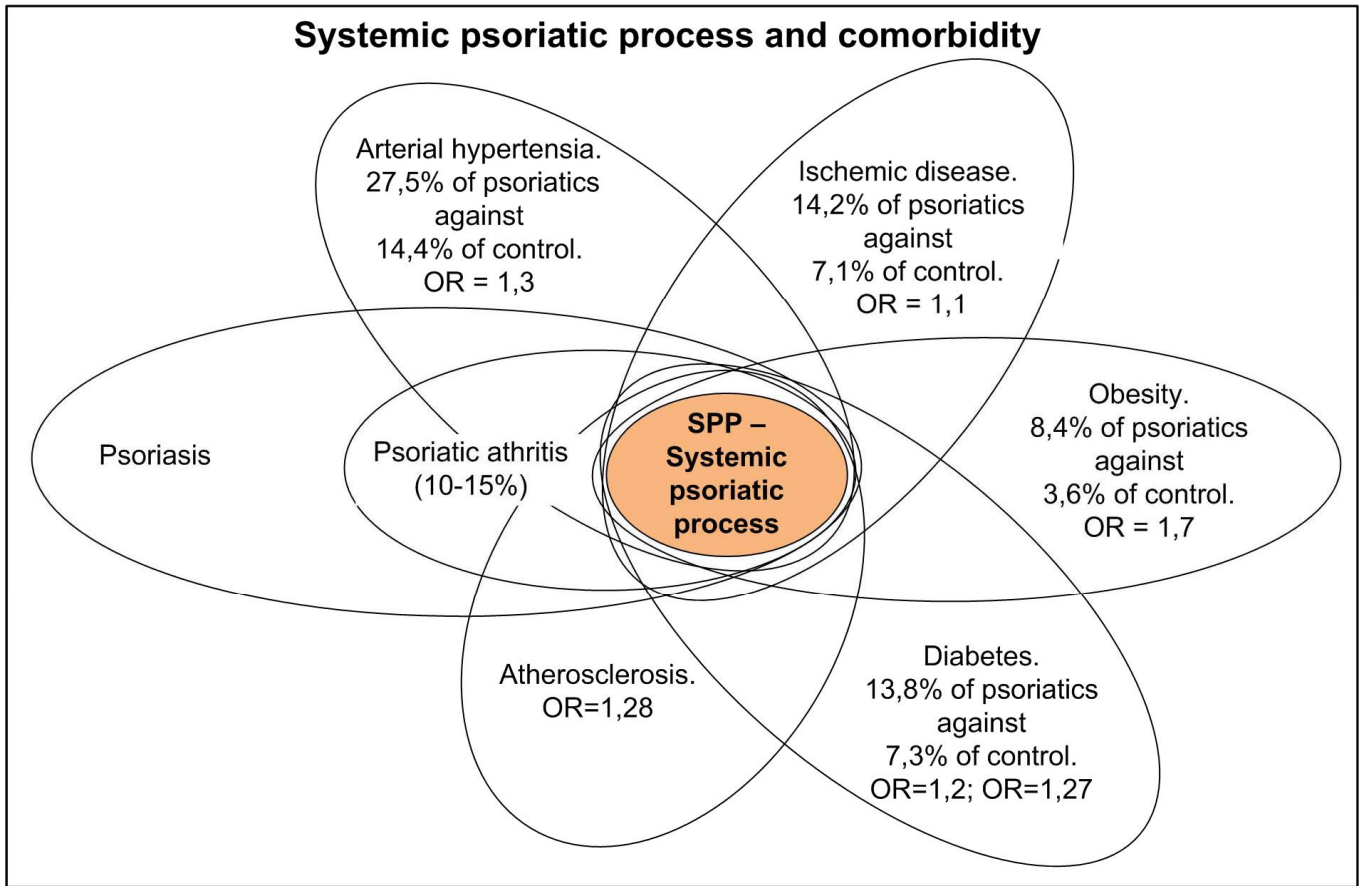 Systemic psoriatic process and comorbidity
Arterial hypertensia.
27,5% of psoriatics
against
14,4% of control.
OR = 1,3
Ischemic disease.
14,2% of psoriatics
against
7,1% of control.
OR = 1,1
Psoriasis
Psoriatic athritis
(10-15%)
SPP –
Systemic
psoriatic
process
Obesity.
8,4% of psoriatics
against
3,6% of control.
OR = 1,7
Atherosclerosis.
OR=1,28
Diabetes.
13,8% of psoriatics
against
7,3% of control.
OR=1,2; OR=1,27